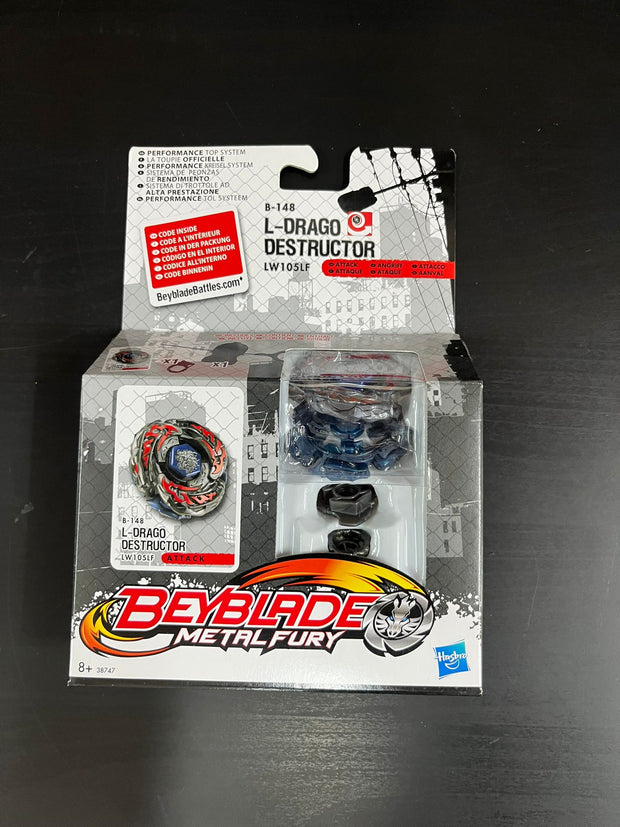 PERFORMANCE TOP SYSTEM
LA TOUPIE OFFICIELLE
PERFORMANCE KREISEL SYSTEM
SISTEMA DE PEONZAS
DE RENDIMIENTO
SISTEMA DI TROTTOLE AD
ALTA PRESTAZIONE
PERFORMANCE TOL SYSTEEM
CODE INSIDE
CODE A L'INTÉRIEUR
CODE IN DER PACKUNG
CÓDIGO EN EL INTERIOR
CODICE ALL'INTERNO
CODE BINNENIN
BeybladeBattles.com
B-148
L-DRAGO
DESTRUCTOR
LW105LF
ATTACK ANGRIFF ATTACCO
ATTAQUE ATAQUE AANVAL
x1 x1
B-148
L-DRAGO
DESTRUCTOR
LW105LF ATTACK
BEYBLADE
METAL FURY
8+ 38747
Hasbro